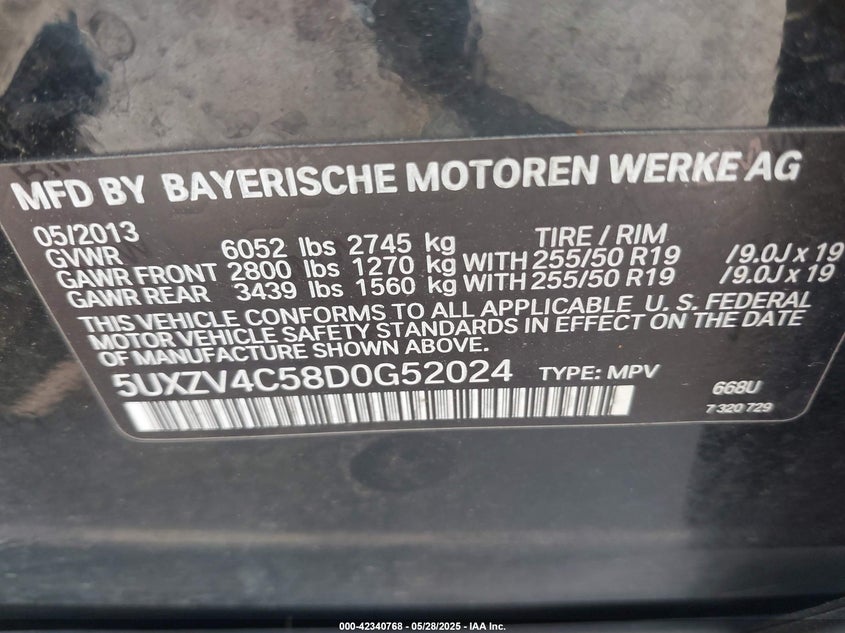 MFD BY BAYERISCHE MOTOREN WERKE AG
05/2013
GVWR 6052 lbs 2745 kg TIRE / RIM
GAWR FRONT 2800 lbs 1270 kg WITH 255/50 R19 /9.0J x 19
GAWR REAR 3439 lbs 1560 kg WITH 255/50 R19 /9.0J x 19
THIS VEHICLE CONFORMS TO ALL APPLICABLE U. S. FEDERAL
MOTOR VEHICLE SAFETY STANDARDS IN EFFECT ON THE DATE
OF MANUFACTURE SHOWN ABOVE.
5UXZV4C58D0G52024 TYPE: MPV 668U
7 320 729
000-42340768 - 05/28/2025 - IAA Inc.